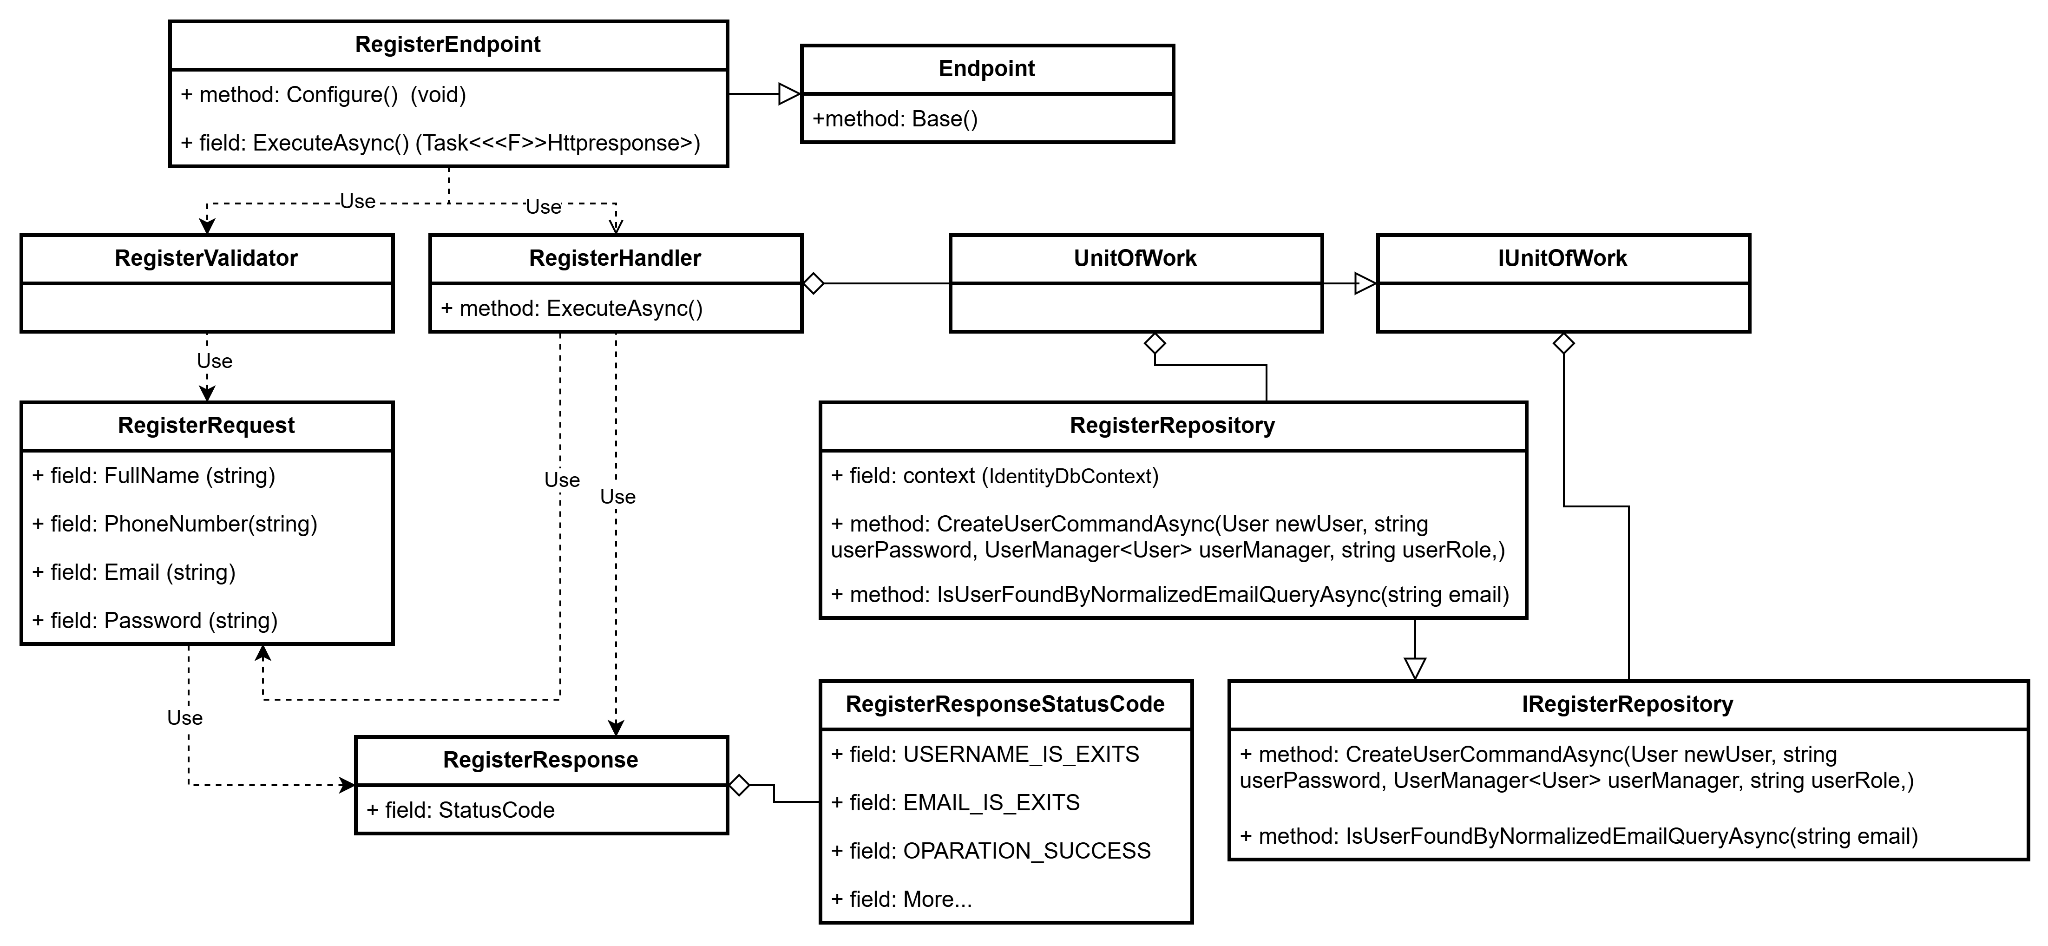 RegisterEndpoint
+ method: Configure()  (void)
+ field: ExecuteAsync() (Task<<<F>>Httpresponse>)
Endpoint
+method: Base()
Use
Use
RegisterValidator
RegisterHandler
+ method: ExecuteAsync()
UnitOfWork
IUnitOfWork
Use
RegisterRequest
+ field: FullName (string)
+ field: PhoneNumber(string)
+ field: Email (string)
+ field: Password (string)
Use
Use
RegisterRepository
+ field: context (IdentityDbContext)
+ method: CreateUserCommandAsync(User newUser, string
userPassword, UserManager<User> userManager, string userRole,)
+ method: IsUserFoundByNormalizedEmailQueryAsync(string email)
Use
RegisterResponse
+ field: StatusCode
RegisterResponseStatusCode
+ field: USERNAME_IS_EXITS
+ field: EMAIL_IS_EXITS
+ field: OPARATION_SUCCESS
+ field: More...
IRegisterRepository
+ method: CreateUserCommandAsync(User newUser, string
userPassword, UserManager<User> userManager, string userRole,)
+ method: IsUserFoundByNormalizedEmailQueryAsync(string email)